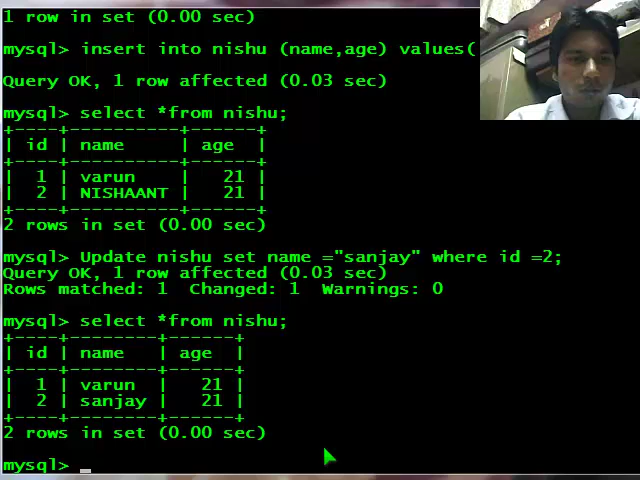 1 row in set (0.00 sec)
mysql> insert into nishu (name,age) values(
Query OK, 1 row affected (0.03 sec)
mysql> select *from nishu;
+----+----------+------+
| id | name     | age  |
+----+----------+------+
|  1 | varun    |   21 |
|  2 | NISHAANT |   21 |
+----+----------+------+
2 rows in set (0.00 sec)
mysql> Update nishu set name ="sanjay" where id =2;
Query OK, 1 row affected (0.03 sec)
Rows matched: 1  Changed: 1  Warnings: 0
mysql> select *from nishu;
+----+--------+------+
| id | name   | age  |
+----+--------+------+
|  1 | varun  |   21 |
|  2 | sanjay |   21 |
+----+--------+------+
2 rows in set (0.00 sec)
mysql> _